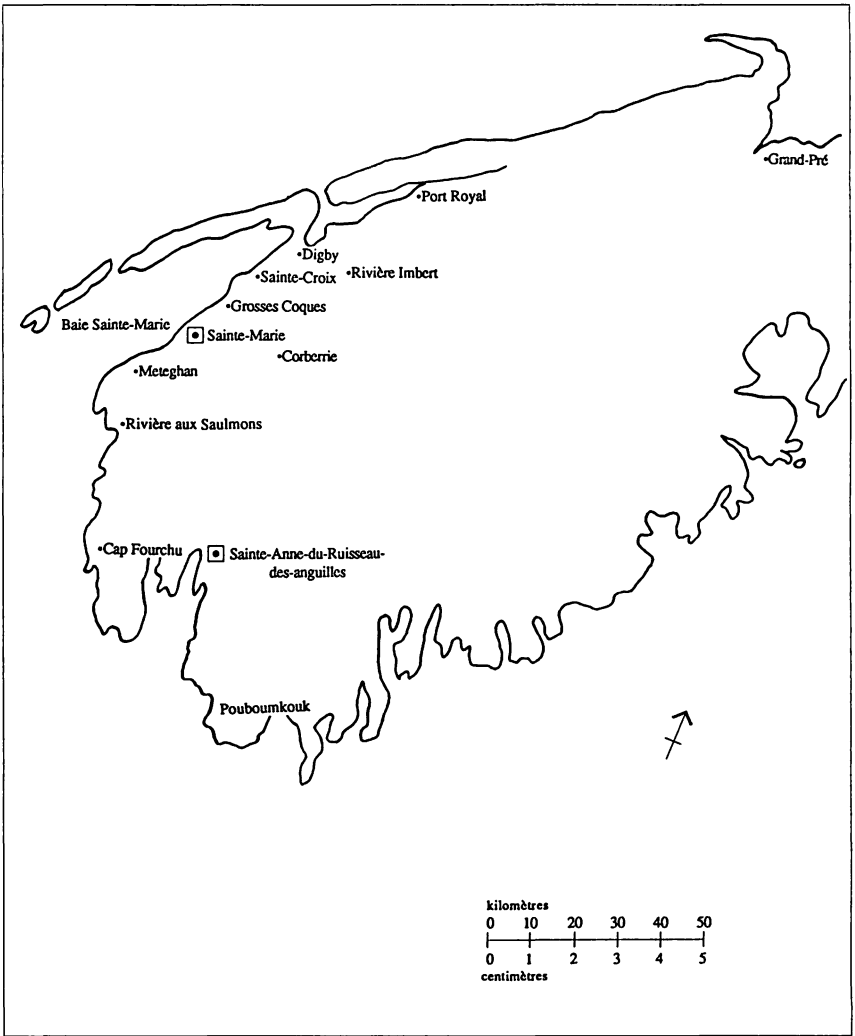 Grand-Pré
Port Royal
Digby
Sainte-Croix
Rivière Imbert
Grosses Coques
Baie Sainte-Marie
Sainte-Marie
Corberrie
Meteghan
Rivière aux Saulmons
Cap Fourchu
Sainte-Anne-du-Ruisseau-
des-anguilles
Pouboumkouk
kilomètres
0 10 20 30 40 50
0 1 2 3 4 5
centimètres